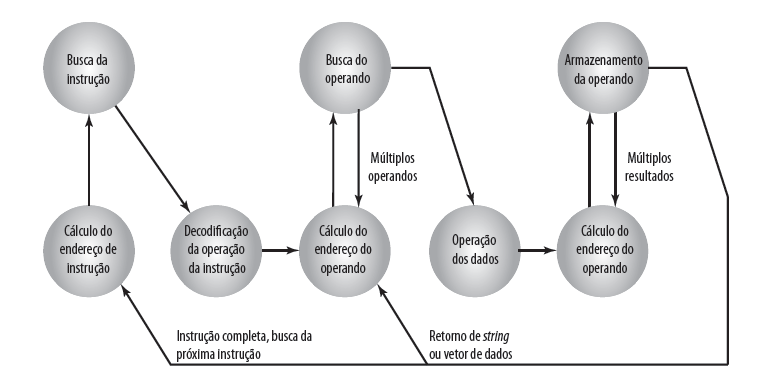 Busca da
instrução
Busca do
operando
Armazenamento
da operando
Múltiplos
operandos
Múltiplos
resultados
Cálculo do
endereço de
instrução
Decodificação
da operação
da instrução
Cálculo do
endereço do
operando
Operação
dos dados
Cálculo do
endereço do
operando
Instrução completa, busca da
próxima instrução
Retorno de string
ou vetor de dados